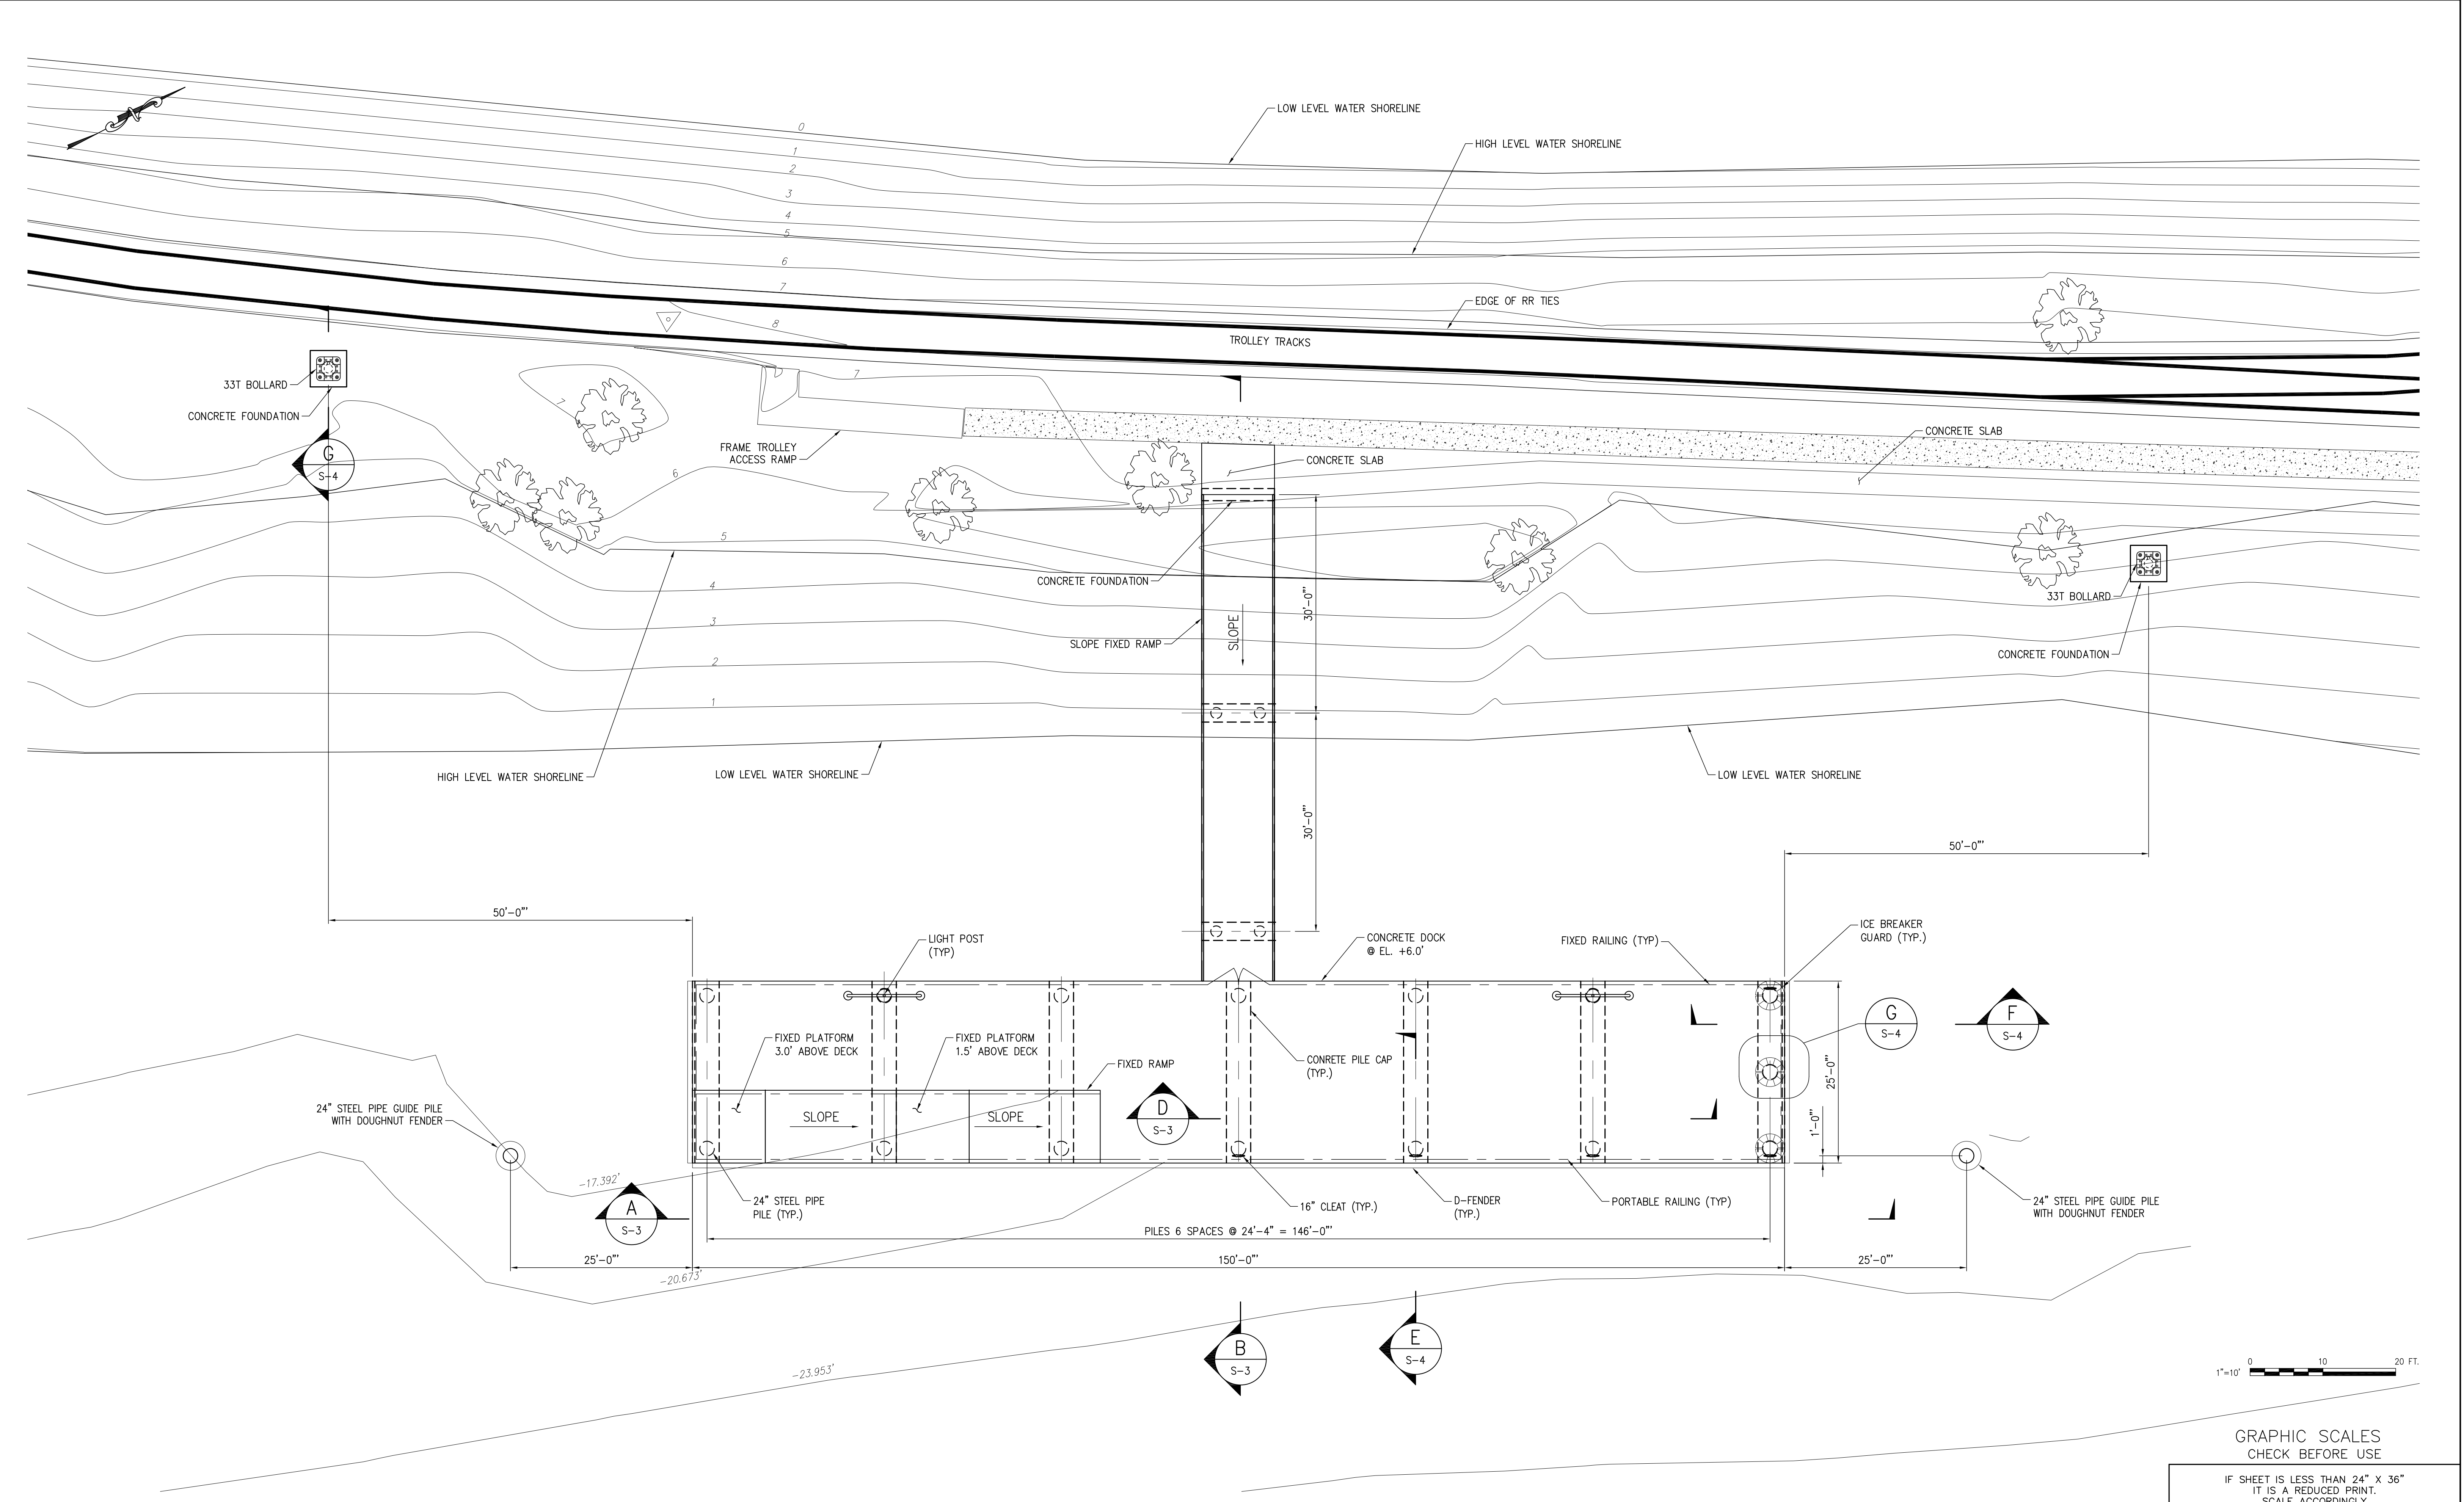 LOW LEVEL WATER SHORELINE
0
HIGH LEVEL WATER SHORELINE
1
2
3
4
5
6
7
EDGE OF RR TIES
8
TROLLEY TRACKS
33T BOLLARD
CONCRETE FOUNDATION
7
7
FRAME TROLLEY
ACCESS RAMP
CONCRETE SLAB
CONCRETE SLAB
G
S-4
6
5
CONCRETE FOUNDATION
4
3
2
1
30'-0"'
SLOPE
SLOPE FIXED RAMP
33T BOLLARD
CONCRETE FOUNDATION
HIGH LEVEL WATER SHORELINE
LOW LEVEL WATER SHORELINE
LOW LEVEL WATER SHORELINE
30'-0"'
50'-0"'
50'-0"'
LIGHT POST
(TYP)
CONCRETE DOCK
@ EL. +6.0'
FIXED RAILING (TYP)
ICE BREAKER
GUARD (TYP.)
FIXED PLATFORM
3.0' ABOVE DECK
FIXED PLATFORM
1.5' ABOVE DECK
FIXED RAMP
CONRETE PILE CAP
(TYP.)
G
S-4
F
S-4
25'-0"'
1'-0"'
24" STEEL PIPE GUIDE PILE
WITH DOUGHNUT FENDER
SLOPE
SLOPE
D
S-3
-17.392'
A
S-3
24" STEEL PIPE
PILE (TYP.)
16" CLEAT (TYP.)
D-FENDER
(TYP.)
PORTABLE RAILING (TYP)
24" STEEL PIPE GUIDE PILE
WITH DOUGHNUT FENDER
PILES 6 SPACES @ 24'-4" = 146'-0"'
25'-0"'
150'-0"'
25'-0"'
-20.673'
-23.953'
B
S-3
E
S-4
0 10 20 FT.
1"=10'
GRAPHIC SCALES
CHECK BEFORE USE
IF SHEET IS LESS THAN 24" X 36"
IT IS A REDUCED PRINT.
SCALE ACCORDINGLY